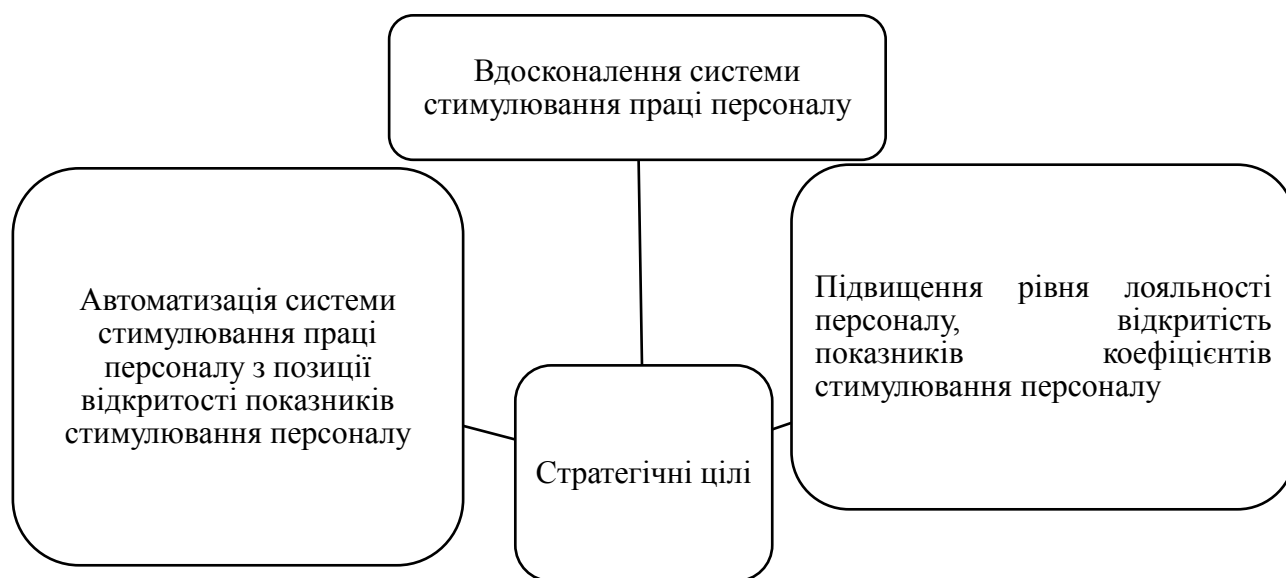 Вдосконалення системи
стимулювання праці персоналу
Автоматизація системи
стимулювання праці
персоналу з позиції
відкритості показників
стимулювання персоналу
Підвищення рівня лояльності
персоналу, відкритість
показників коефіцієнтів
стимулювання персоналу
Стратегічні цілі